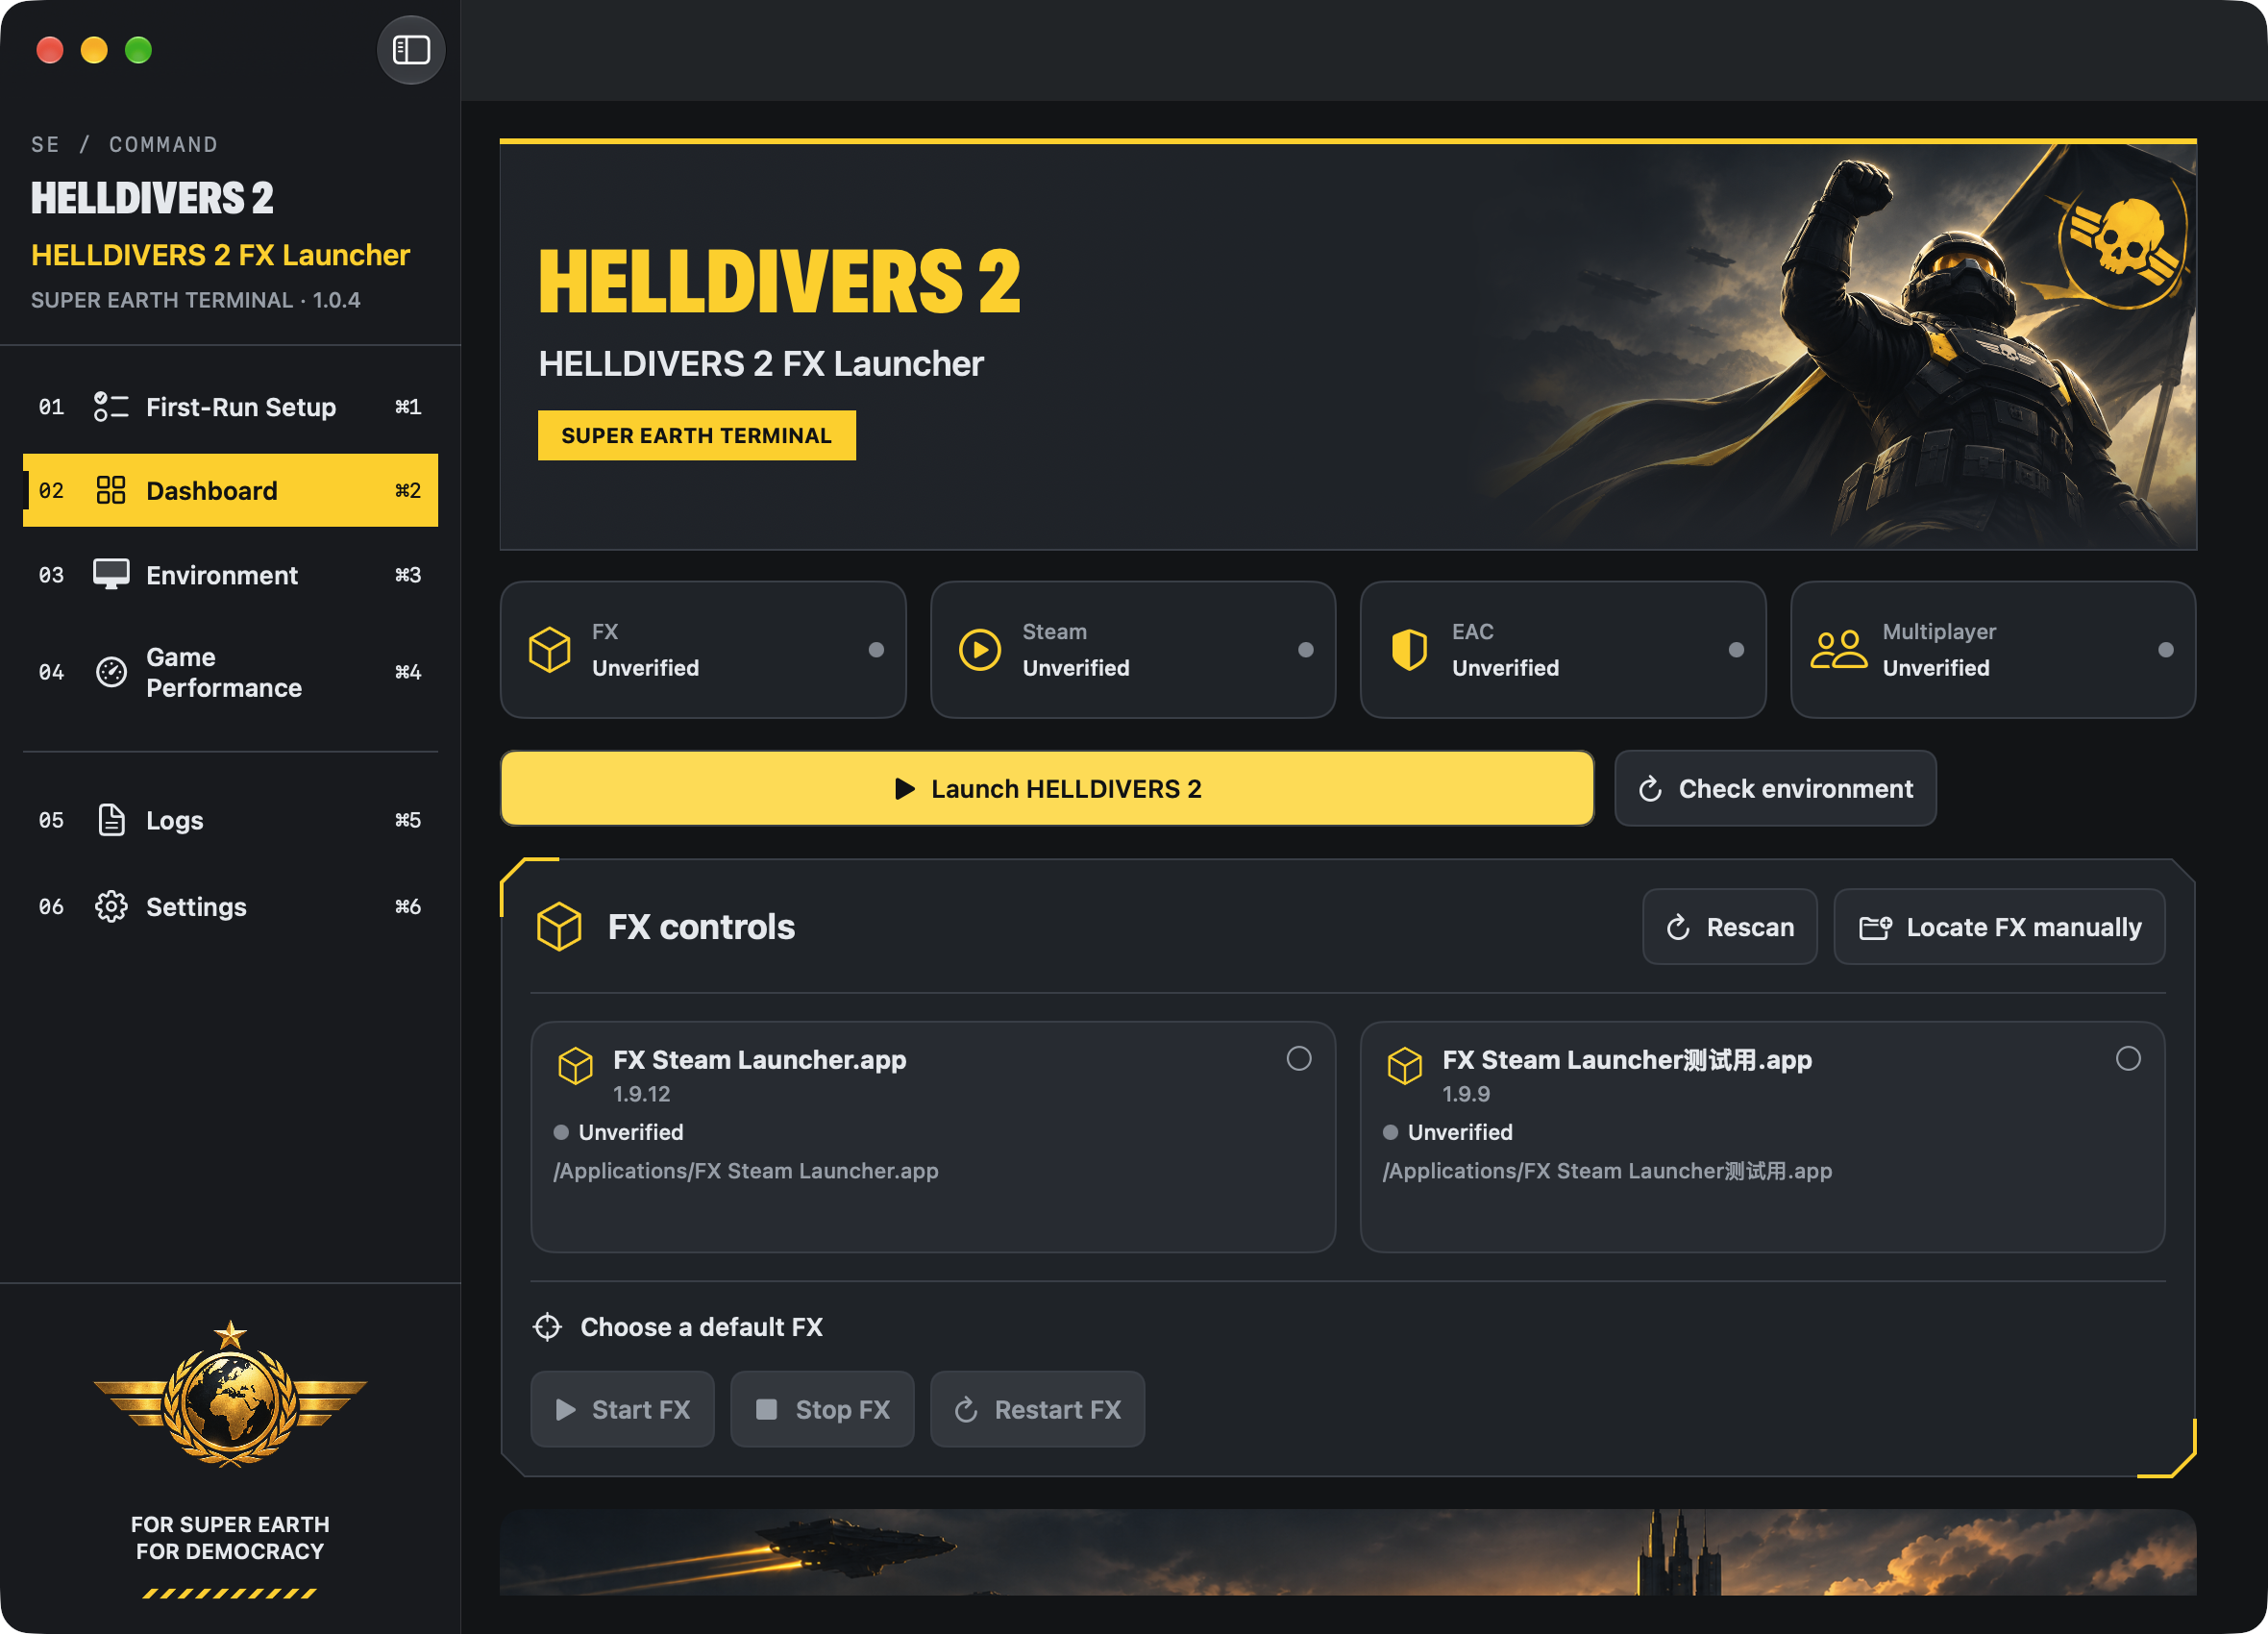 SE / COMMAND
HELLDIVERS 2
HELLDIVERS 2 FX Launcher
SUPER EARTH TERMINAL · 1.0.4
01 First-Run Setup ⌘1
02 Dashboard ⌘2
03 Environment ⌘3
04 Game Performance ⌘4
05 Logs ⌘5
06 Settings ⌘6
FOR SUPER EARTH
FOR DEMOCRACY
HELLDIVERS 2
HELLDIVERS 2 FX Launcher
SUPER EARTH TERMINAL
FX
Unverified
Steam
Unverified
EAC
Unverified
Multiplayer
Unverified
Launch HELLDIVERS 2
Check environment
FX controls
Rescan
Locate FX manually
FX Steam Launcher.app
1.9.12
Unverified
/Applications/FX Steam Launcher.app
FX Steam Launcher测试用.app
1.9.9
Unverified
/Applications/FX Steam Launcher测试用.app
Choose a default FX
Start FX
Stop FX
Restart FX